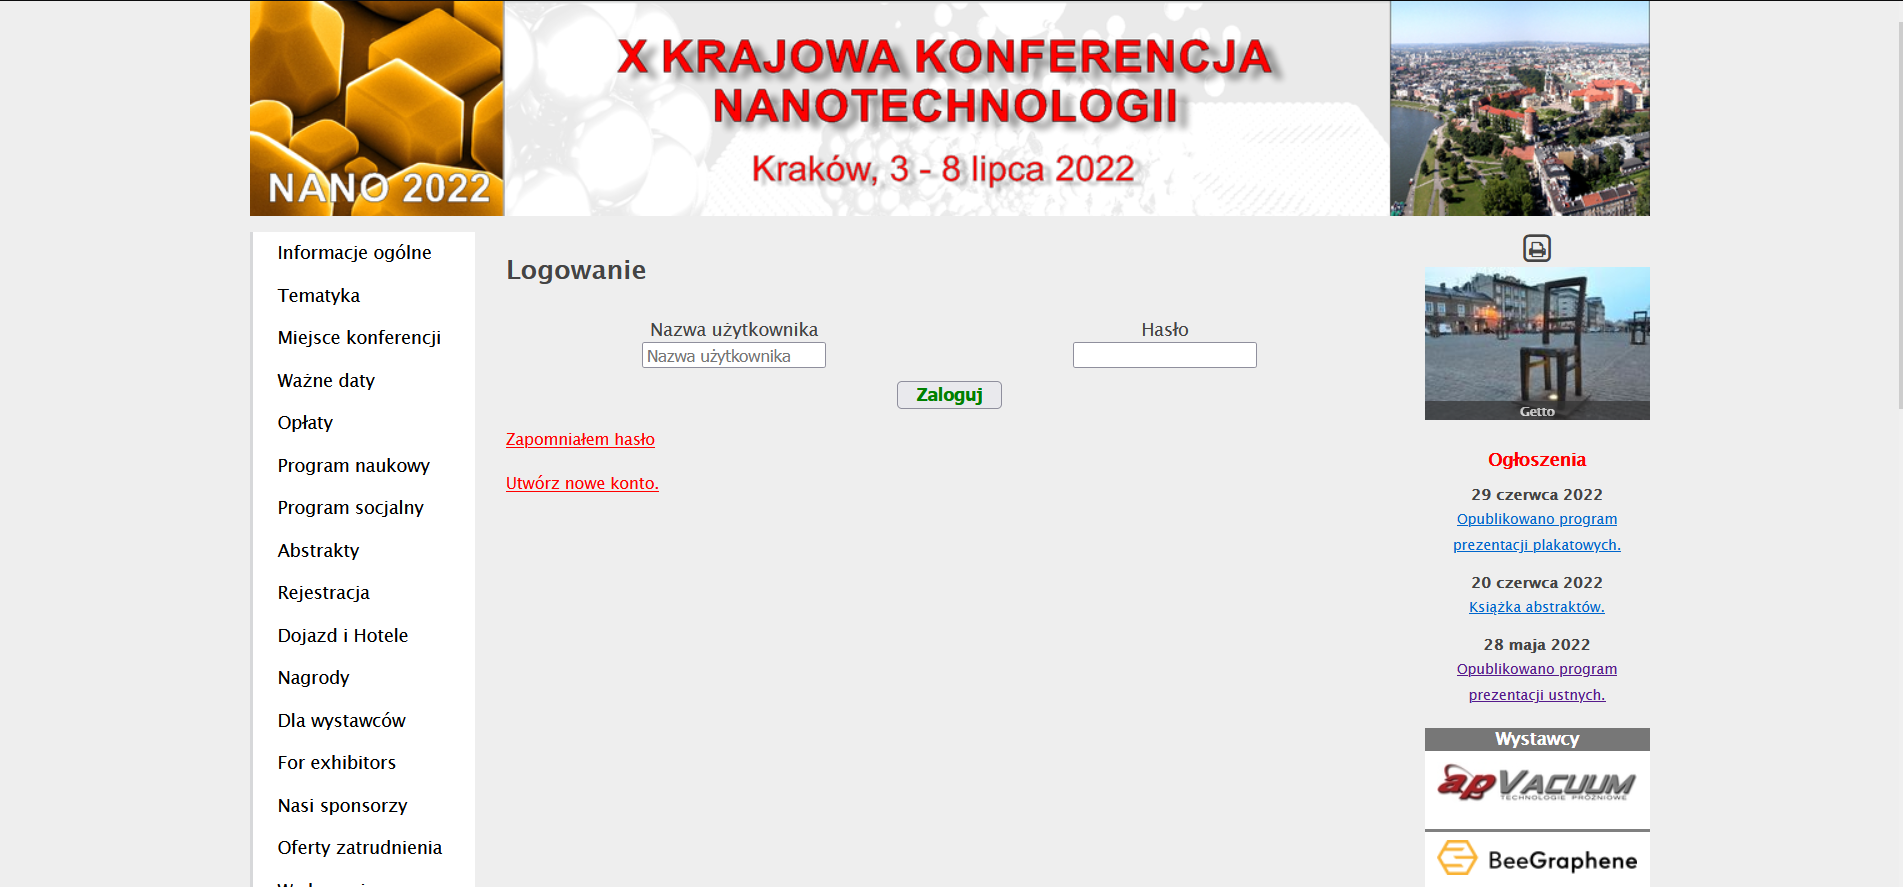 NANO 2022
X KRAJOWA KONFERENCJA
NANOTECHNOLOGII
Kraków, 3 - 8 lipca 2022
Informacje ogólne
Tematyka
Miejsce konferencji
Ważne daty
Opłaty
Program naukowy
Program socjalny
Abstrakty
Rejestracja
Dojazd i Hotele
Nagrody
Dla wystawców
For exhibitors
Nasi sponsorzy
Oferty zatrudnienia
Logowanie
Nazwa użytkownika
Nazwa użytkownika
Hasło
Zaloguj
Zapomniałem hasło
Utwórz nowe konto.
Getto
Ogłoszenia
29 czerwca 2022
Opublikowano program
prezentacji plakatowych.
20 czerwca 2022
Książka abstraktów.
28 maja 2022
Opublikowano program
prezentacji ustnych.
Wystawcy
apVACUUM
TECHNOLOGIE PRÓŻNIOWE
BeeGraphene